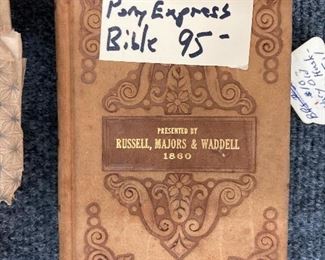 Pony Express
Bible 95-
PRESENTED BY
RUSSELL, MAJORS & WADDELL
1860